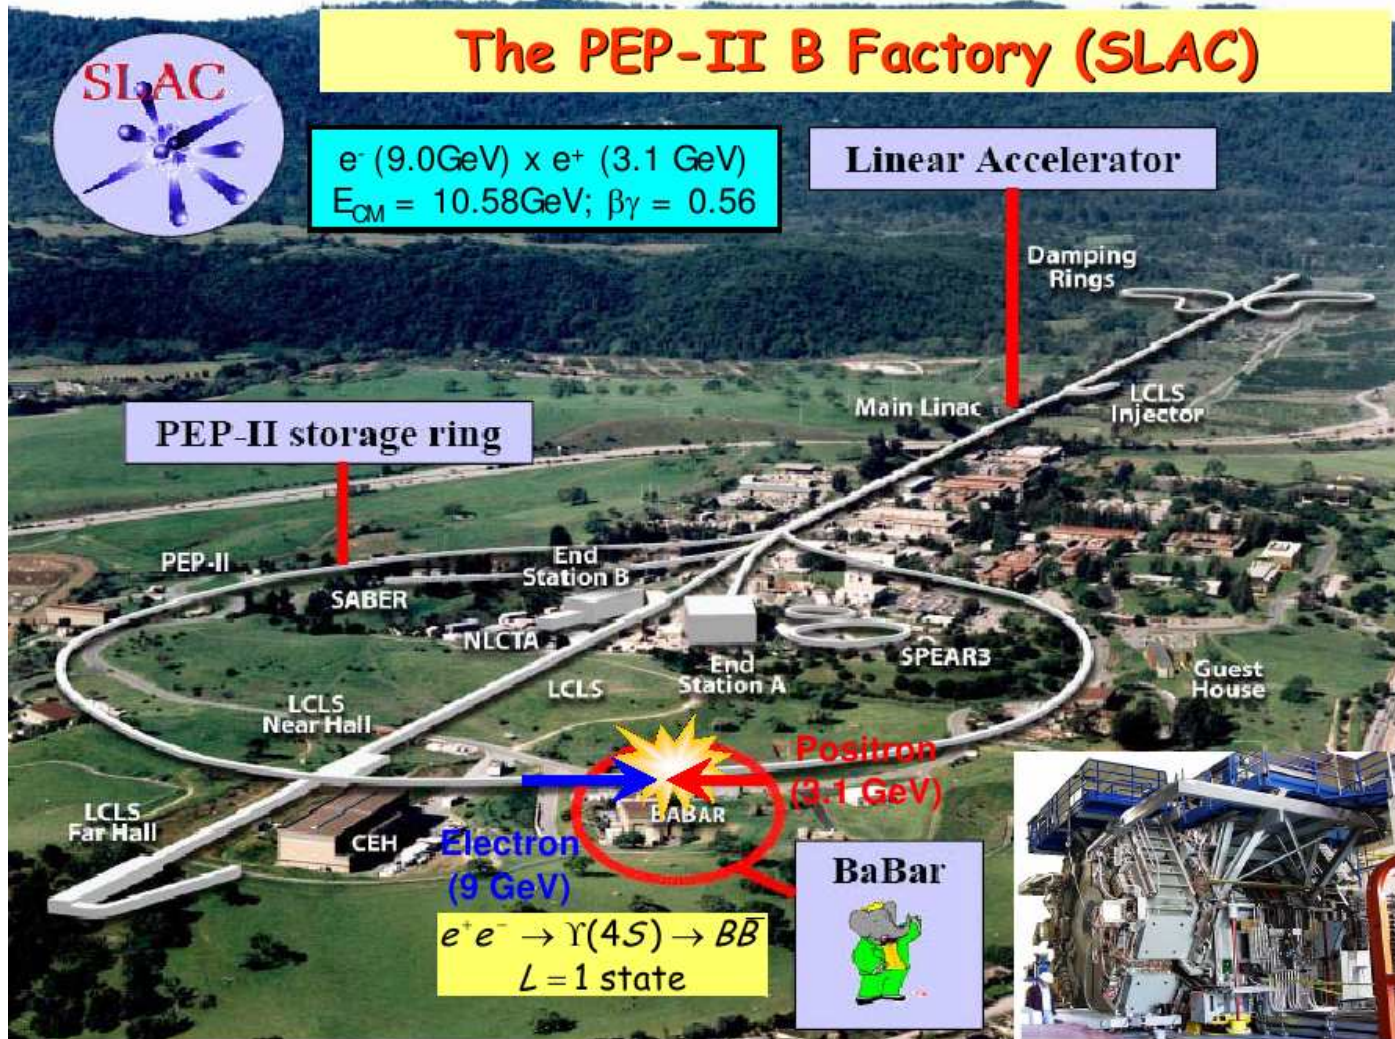 The PEP-II B Factory (SLAC)
SLAC
e⁻ (9.0GeV) x e⁺ (3.1 GeV)
E_CM = 10.58GeV; βγ = 0.56
Linear Accelerator
Damping
Rings
LCLS
Injector
Main Linac
PEP-II storage ring
PEP-II
End
Station B
SABER
NLCTA
End
Station A
SPEAR3
Guest
House
LCLS
LCLS
Near Hall
Positron
(3.1 GeV)
LCLS
Far Hall
CEH
BABAR
Electron
(9 GeV)
BaBar
e⁺e⁻ → ϒ(4S) → BB̅
L = 1 state